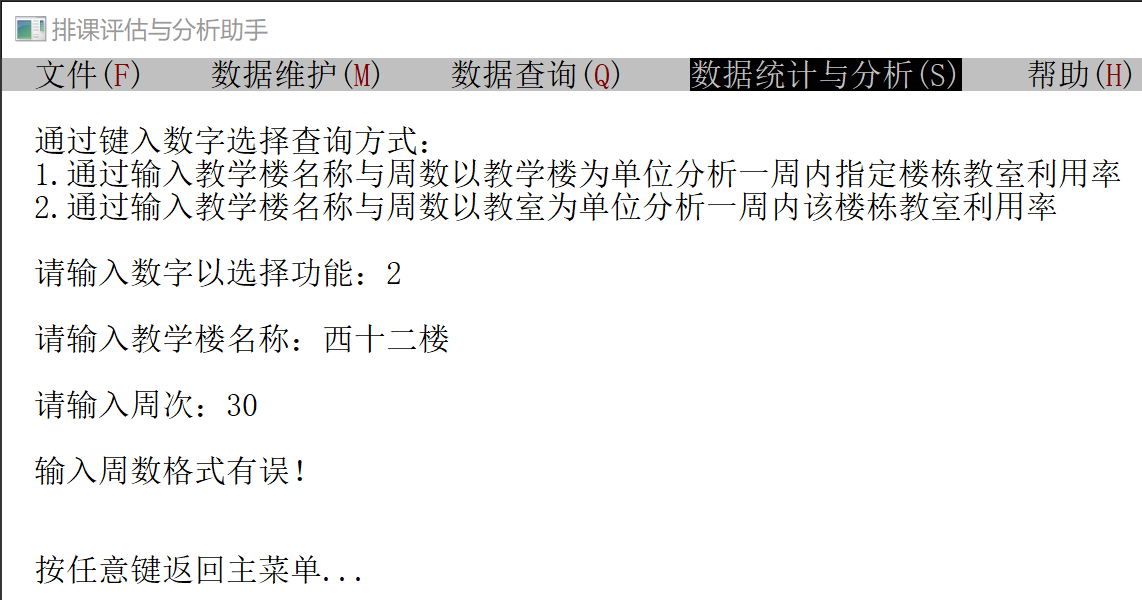 排课评估与分析助手
文件(F) 数据维护(M) 数据查询(Q) 数据统计与分析(S) 帮助(H)
通过键入数字选择查询方式：
1.通过输入教学楼名称与周数以教学楼为单位分析一周内指定楼栋教室利用率
2.通过输入教学楼名称与周数以教室为单位分析一周内该楼栋教室利用率
请输入数字以选择功能：2
请输入教学楼名称：西十二楼
请输入周次：30
输入周数格式有误！
按任意键返回主菜单...